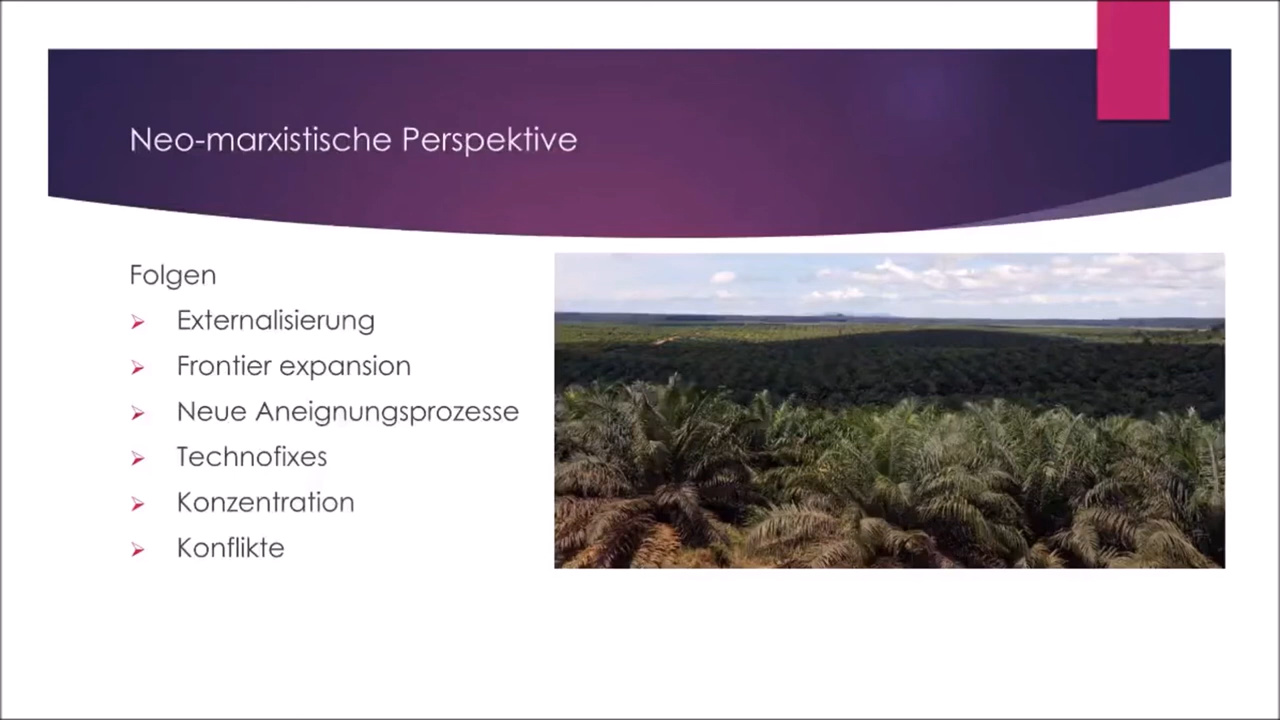 Neo-marxistische Perspektive
Folgen
Externalisierung
Frontier expansion
Neue Aneignungsprozesse
Technofixes
Konzentration
Konflikte